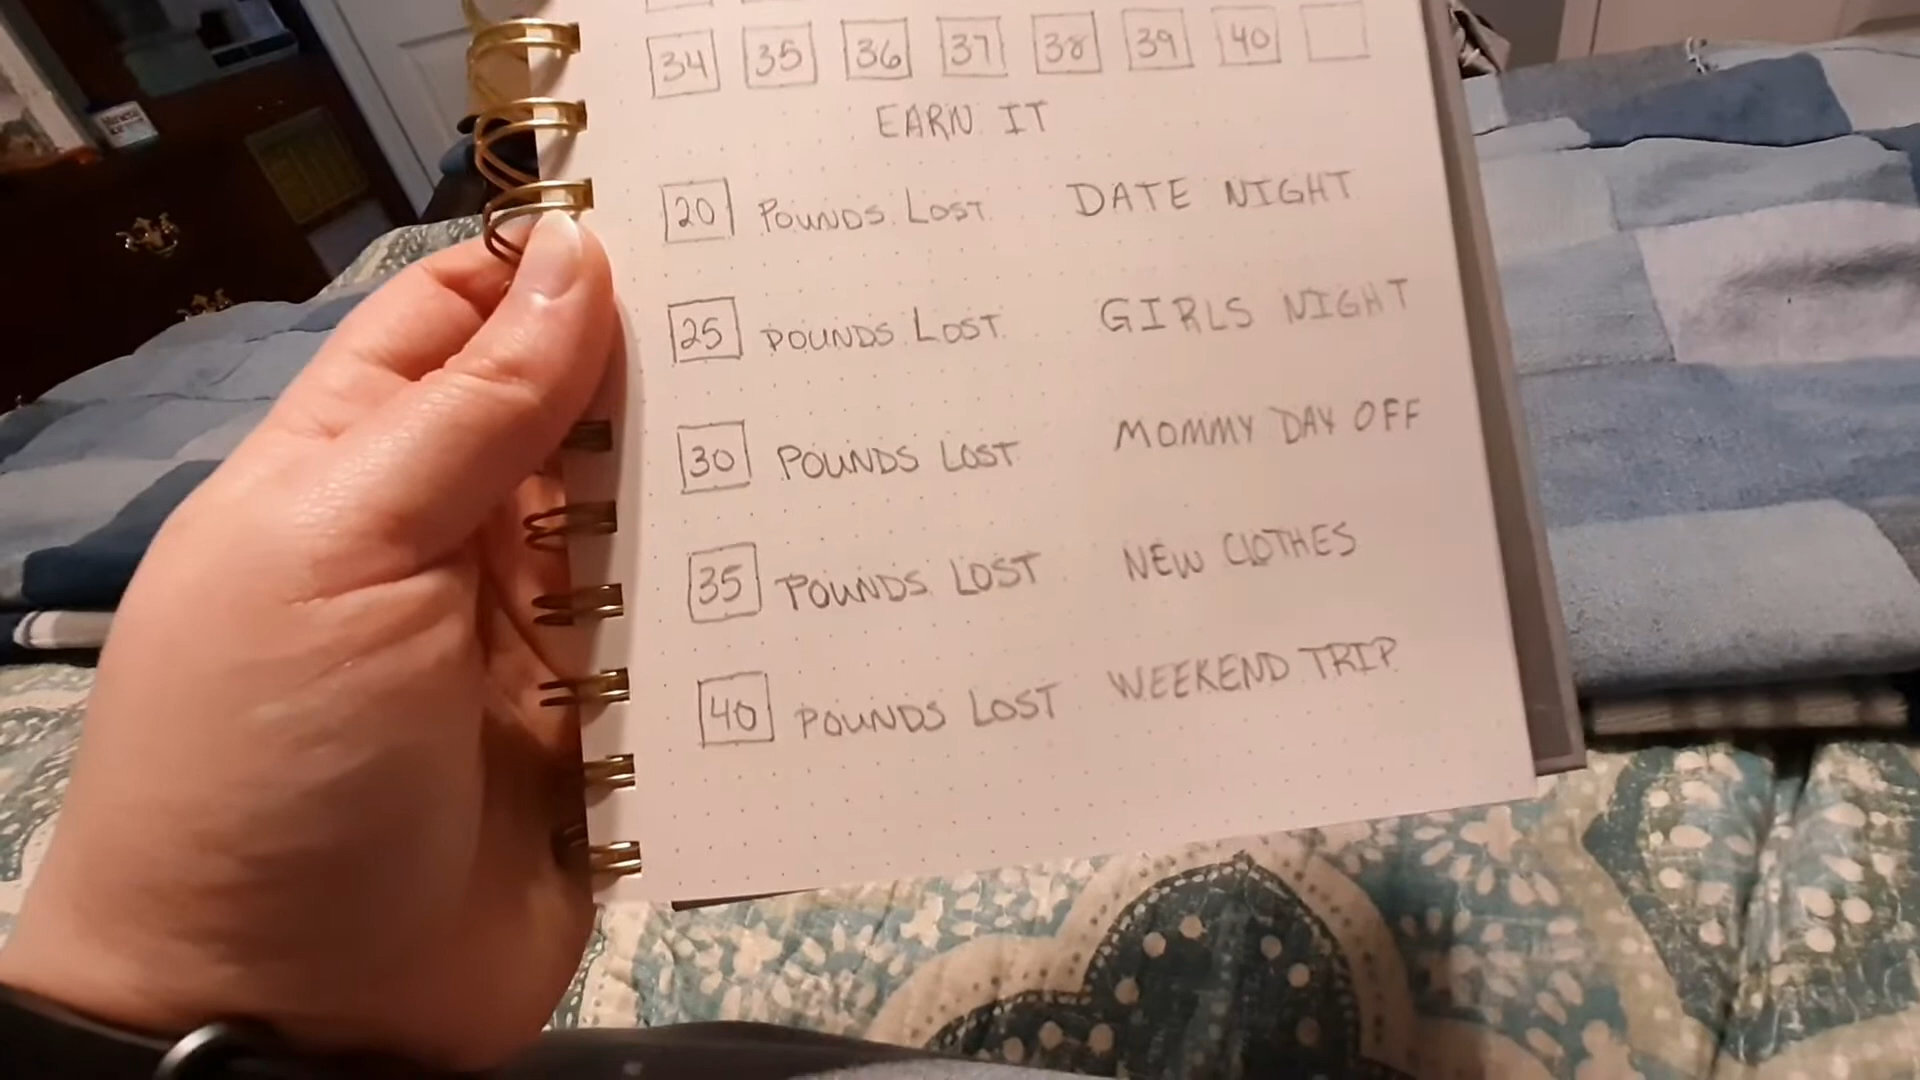 34 35 36 37 38 39 40
EARN IT
20 POUNDS LOST DATE NIGHT
25 POUNDS LOST GIRLS NIGHT
30 POUNDS LOST MOMMY DAY OFF
35 POUNDS LOST NEW CLOTHES
40 POUNDS LOST WEEKEND TRIP